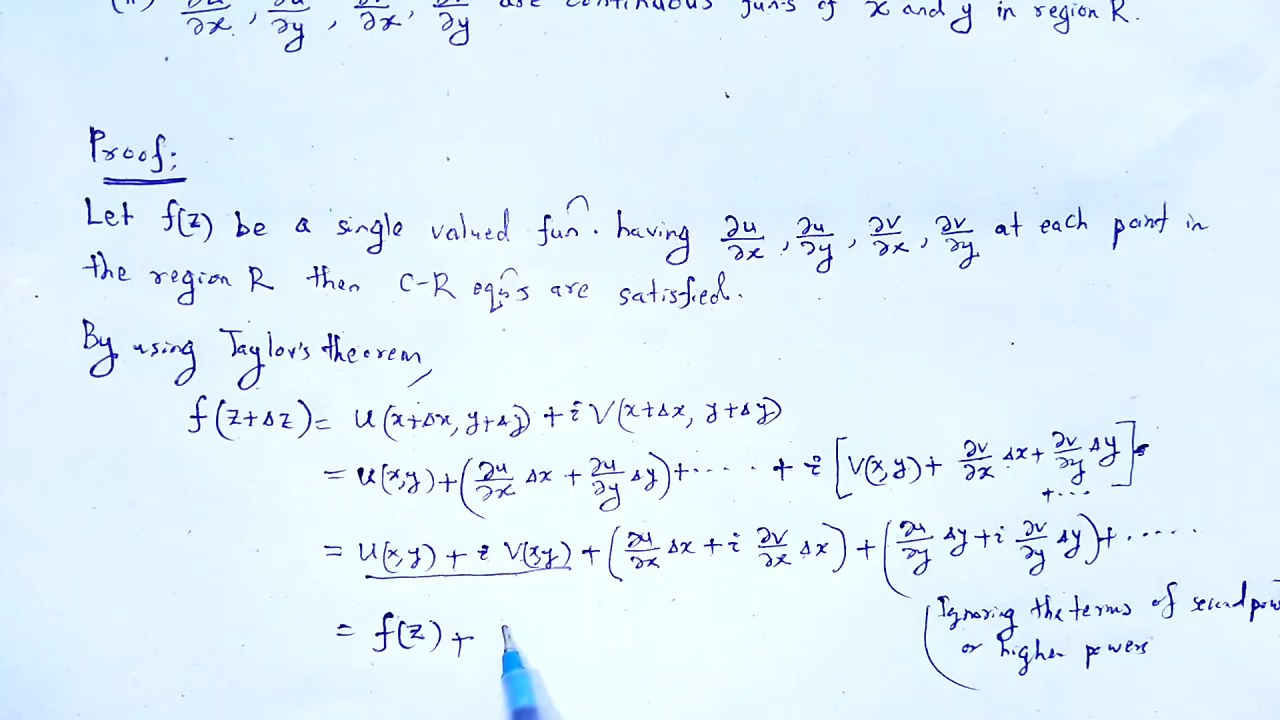 (ii) ∂u/∂x, ∂u/∂y, ∂v/∂x, ∂v/∂y are continuous fun.s of x and y in region R.
Proof:
Let f(z) be a single valued fun. having ∂u/∂x, ∂u/∂y, ∂v/∂x, ∂v/∂y at each point in
the region R then C-R eqns are satisfied.
By using Taylor's theorem,
f(z+Δz) = u(x+Δx, y+Δy) + i V(x+Δx, y+Δy)
= u(x,y) + (∂u/∂x Δx + ∂u/∂y Δy) + ..... + i [V(x,y) + ∂v/∂x Δx + ∂v/∂y Δy + ...]
= u(x,y) + i V(x,y) + (∂u/∂x Δx + i ∂v/∂x Δx) + (∂u/∂y Δy + i ∂v/∂y Δy) + .....
(Ignoring the terms of second pow
or higher powers
= f(z) +